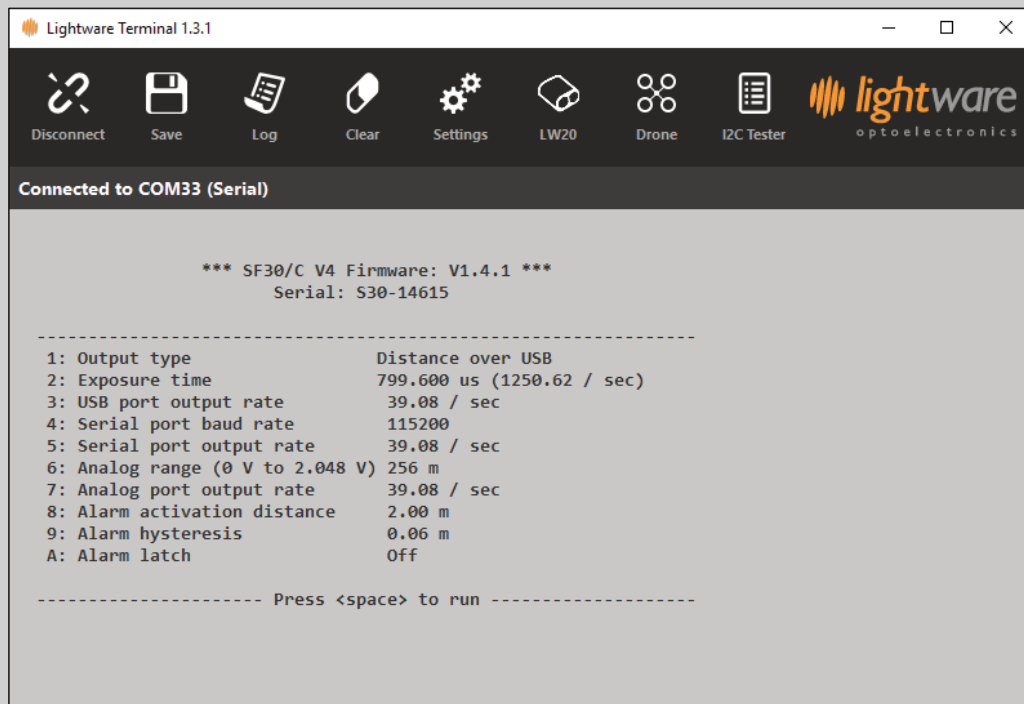 Lightware Terminal 1.3.1
Disconnect Save Log Clear Settings LW20 Drone I2C Tester
lightware
optoelectronics
Connected to COM33 (Serial)
*** SF30/C V4 Firmware: V1.4.1 ***
Serial: S30-14615
----------------------------------------------------------------
1: Output type Distance over USB
2: Exposure time 799.600 us (1250.62 / sec)
3: USB port output rate 39.08 / sec
4: Serial port baud rate 115200
5: Serial port output rate 39.08 / sec
6: Analog range (0 V to 2.048 V) 256 m
7: Analog port output rate 39.08 / sec
8: Alarm activation distance 2.00 m
9: Alarm hysteresis 0.06 m
A: Alarm latch Off
---------------------- Press <space> to run --------------------